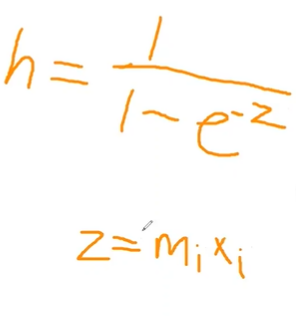 h = 1 / 1 - e^-z
z = m_i x_i